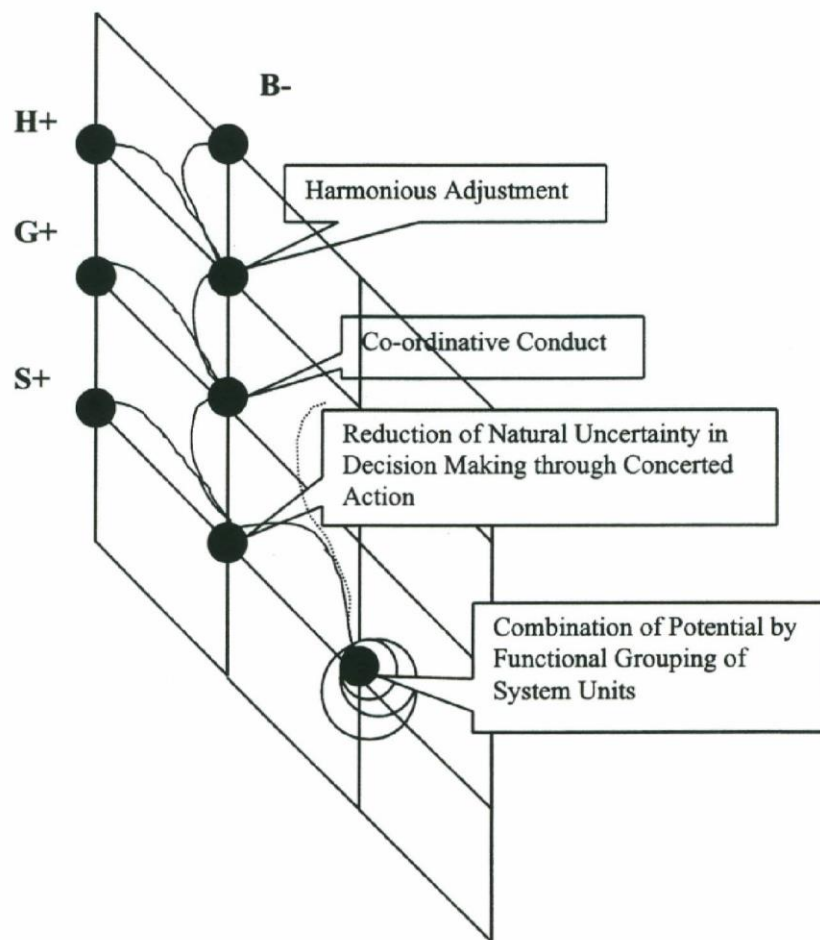 B-
H+
Harmonious Adjustment
G+
Co-ordinative Conduct
S+
Reduction of Natural Uncertainty in
Decision Making through Concerted
Action
Combination of Potential by
Functional Grouping of
System Units